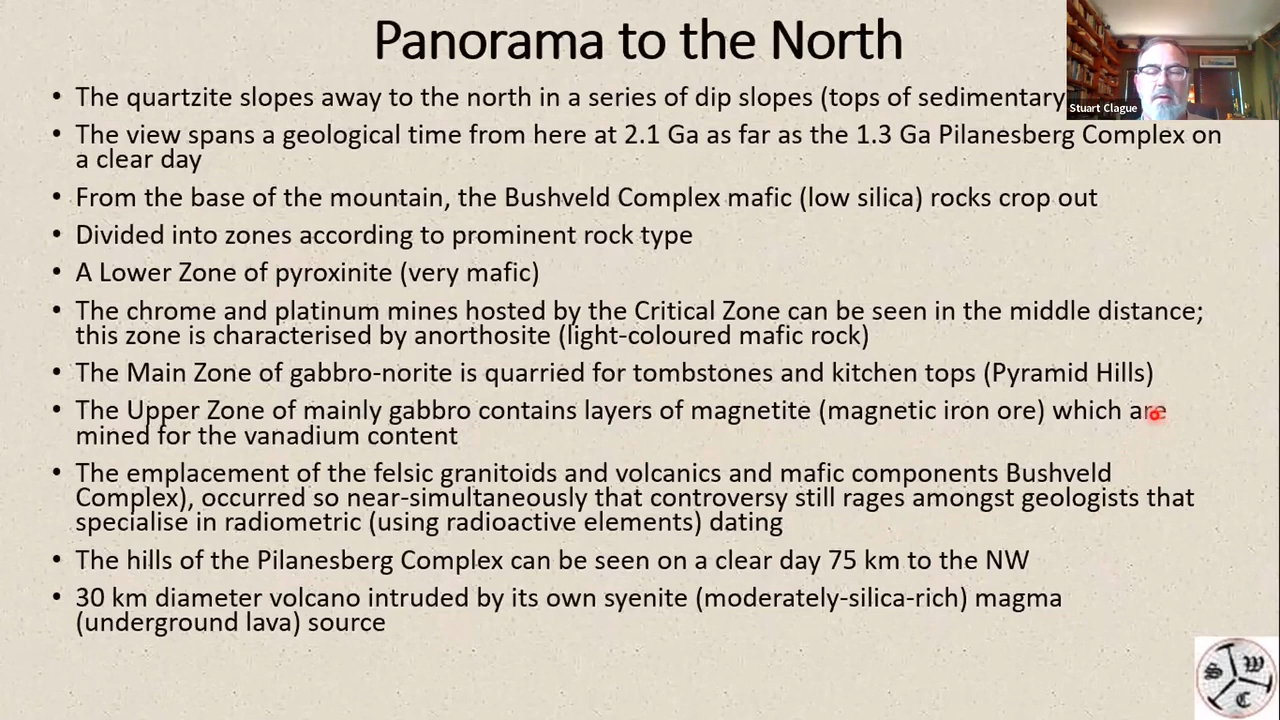 Panorama to the North
Stuart Clague
• The quartzite slopes away to the north in a series of dip slopes (tops of sedimentary
• The view spans a geological time from here at 2.1 Ga as far as the 1.3 Ga Pilanesberg Complex on
a clear day
• From the base of the mountain, the Bushveld Complex mafic (low silica) rocks crop out
• Divided into zones according to prominent rock type
• A Lower Zone of pyroxinite (very mafic)
• The chrome and platinum mines hosted by the Critical Zone can be seen in the middle distance;
this zone is characterised by anorthosite (light-coloured mafic rock)
• The Main Zone of gabbro-norite is quarried for tombstones and kitchen tops (Pyramid Hills)
• The Upper Zone of mainly gabbro contains layers of magnetite (magnetic iron ore) which are
mined for the vanadium content
• The emplacement of the felsic granitoids and volcanics and mafic components Bushveld
Complex), occurred so near-simultaneously that controversy still rages amongst geologists that
specialise in radiometric (using radioactive elements) dating
• The hills of the Pilanesberg Complex can be seen on a clear day 75 km to the NW
• 30 km diameter volcano intruded by its own syenite (moderately-silica-rich) magma
(underground lava) source
S W
C